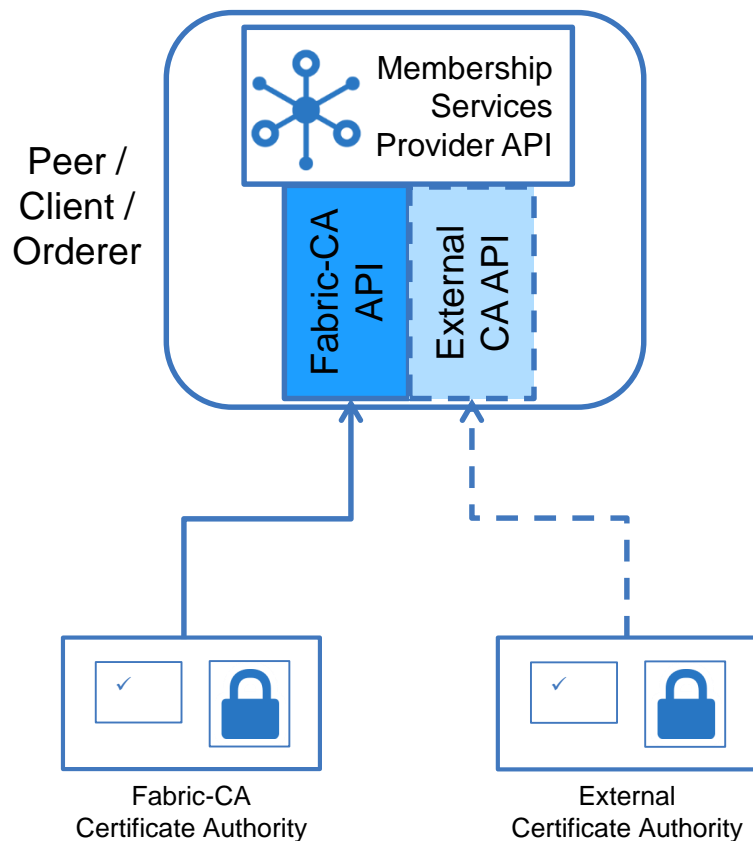 Membership
Services
Provider API
Peer /
Client /
Orderer
Fabric-CA
API
External
CA API
✓
✓
Fabric-CA
Certificate Authority
External
Certificate Authority